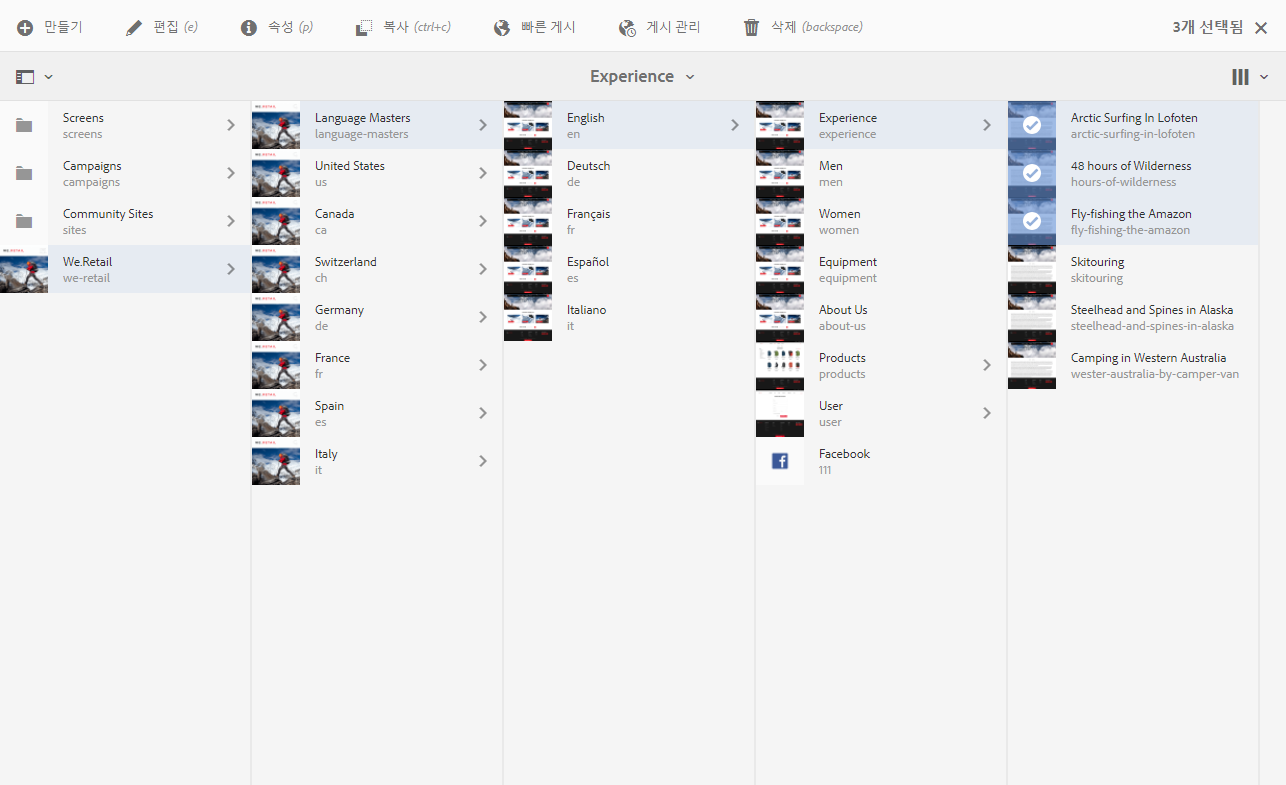 만들기 편집 (e) 속성 (p) 복사 (ctrl+c) 빠른 게시 게시 관리 삭제 (backspace) 3개 선택됨
Experience
Screens
screens
Campaigns
campaigns
Community Sites
sites
We.Retail
we-retail
Language Masters
language-masters
United States
us
Canada
ca
Switzerland
ch
Germany
de
France
fr
Spain
es
Italy
it
English
en
Deutsch
de
Français
fr
Español
es
Italiano
it
Experience
experience
Men
men
Women
women
Equipment
equipment
About Us
about-us
Products
products
User
user
Facebook
111
Arctic Surfing In Lofoten
arctic-surfing-in-lofoten
48 hours of Wilderness
hours-of-wilderness
Fly-fishing the Amazon
fly-fishing-the-amazon
Skitouring
skitouring
Steelhead and Spines in Alaska
steelhead-and-spines-in-alaska
Camping in Western Australia
wester-australia-by-camper-van